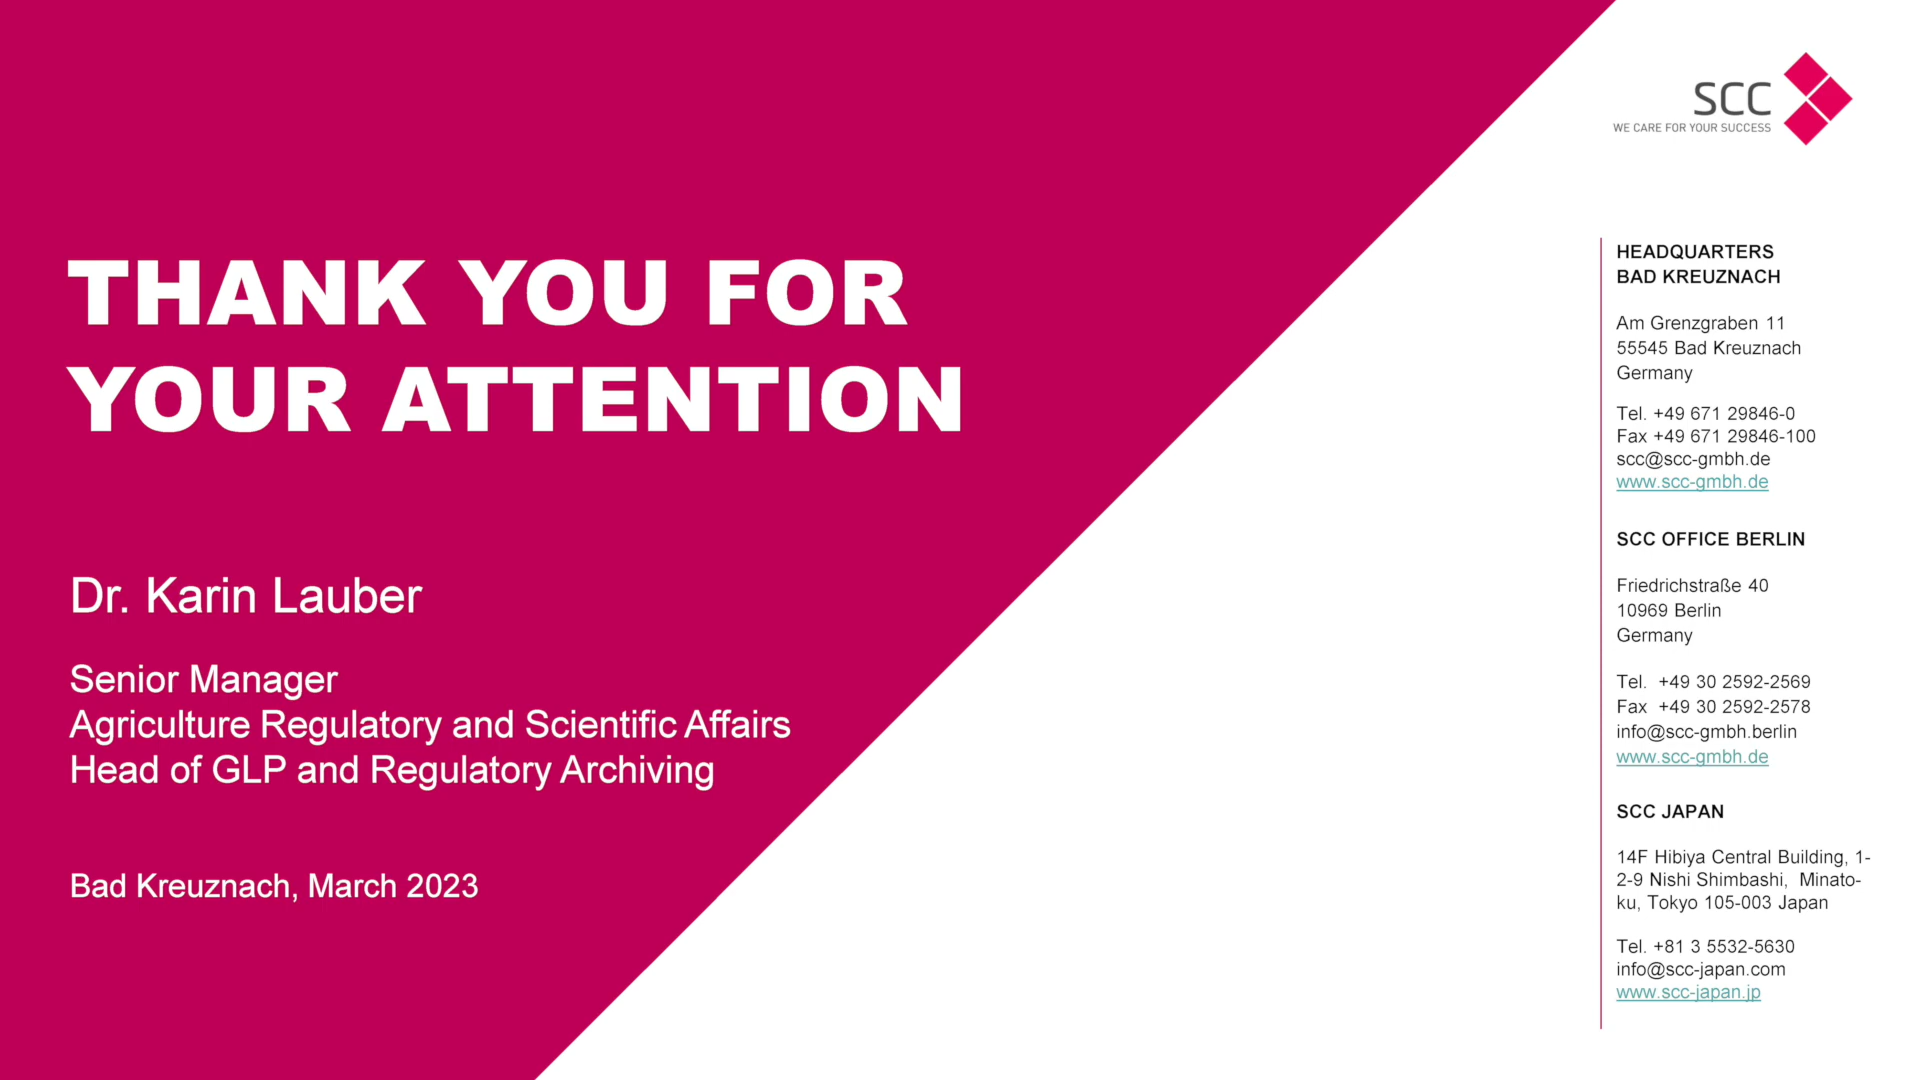 THANK YOU FOR
YOUR ATTENTION
Dr. Karin Lauber
Senior Manager
Agriculture Regulatory and Scientific Affairs
Head of GLP and Regulatory Archiving
Bad Kreuznach, March 2023
SCC
WE CARE FOR YOUR SUCCESS
HEADQUARTERS
BAD KREUZNACH
Am Grenzgraben 11
55545 Bad Kreuznach
Germany
Tel. +49 671 29846-0
Fax +49 671 29846-100
scc@scc-gmbh.de
www.scc-gmbh.de
SCC OFFICE BERLIN
Friedrichstraße 40
10969 Berlin
Germany
Tel.  +49 30 2592-2569
Fax  +49 30 2592-2578
info@scc-gmbh.berlin
www.scc-gmbh.de
SCC JAPAN
14F Hibiya Central Building, 1-
2-9 Nishi Shimbashi,  Minato-
ku, Tokyo 105-003 Japan
Tel. +81 3 5532-5630
info@scc-japan.com
www.scc-japan.jp